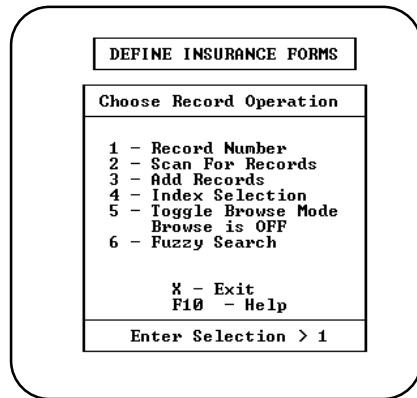 DEFINE INSURANCE FORMS
Choose Record Operation
1 - Record Number
2 - Scan For Records
3 - Add Records
4 - Index Selection
5 - Toggle Browse Mode
Browse is OFF
6 - Fuzzy Search
X - Exit
F10 - Help
Enter Selection > 1